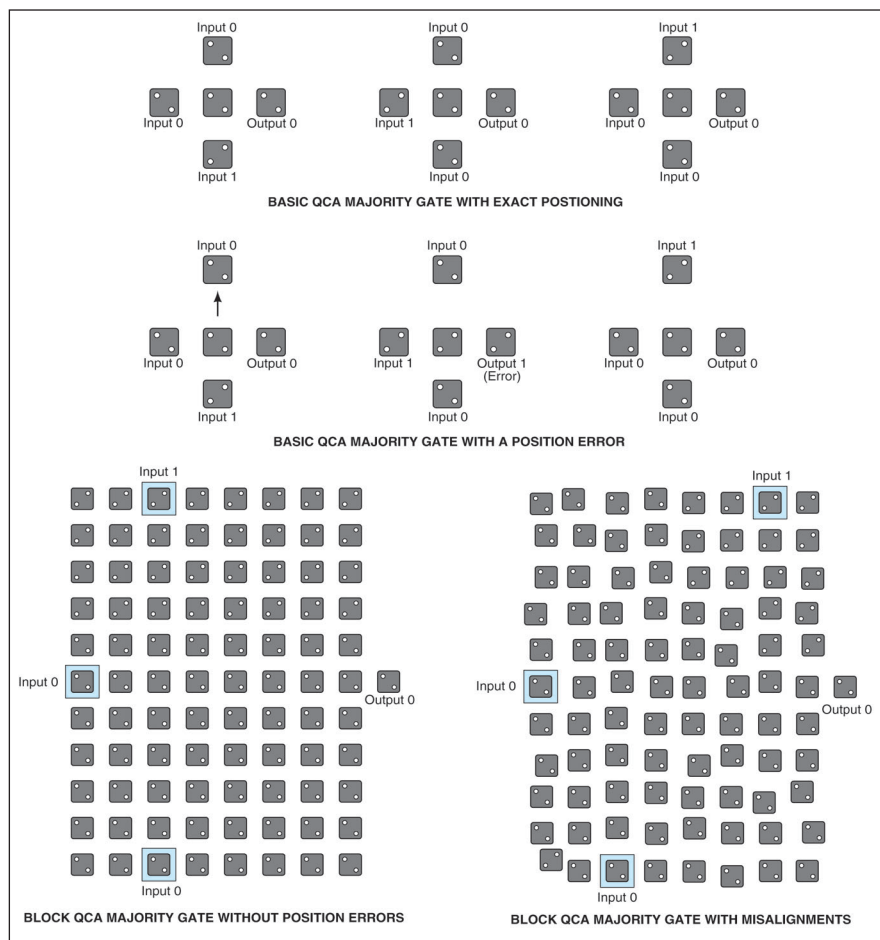 Input 0
Input 0
Input 1
Input 0
Output 0
Input 1
Output 0
Input 0
Output 0
Input 1
Input 0
Input 0
BASIC QCA MAJORITY GATE WITH EXACT POSTIONING
Input 0
Input 0
Input 1
Input 0
Output 0
Input 1
Output 1
(Error)
Input 0
Output 0
Input 1
Input 0
Input 0
BASIC QCA MAJORITY GATE WITH A POSITION ERROR
Input 1
Input 0
Output 0
Input 0
BLOCK QCA MAJORITY GATE WITHOUT POSITION ERRORS
Input 1
Input 0
Output 0
Input 0
BLOCK QCA MAJORITY GATE WITH MISALIGNMENTS